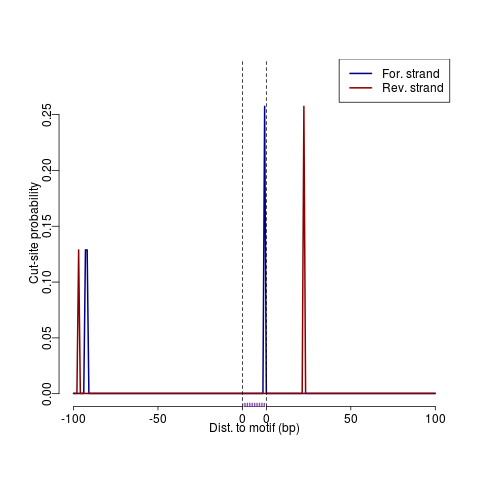 For. strand
Rev. strand
Cut-site probability
0.25
0.20
0.15
0.10
0.05
0.00
-100 -50 0 0 50 100
Dist. to motif (bp)